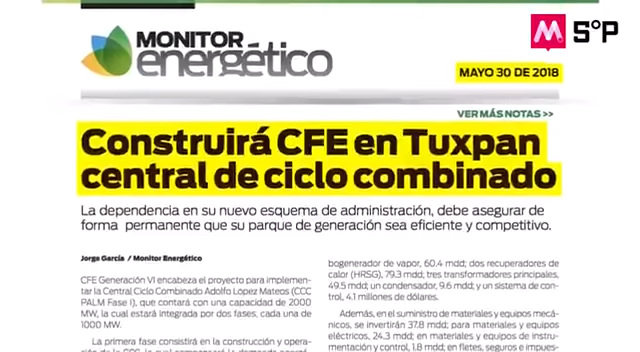 MONITOR
energético
M 5ºP
MAYO 30 DE 2018
VER MÁS NOTAS >>
Construirá CFE en Tuxpan
central de ciclo combinado
La dependencia en su nuevo esquema de administración, debe asegurar de
forma permanente que su parque de generación sea eficiente y competitivo.
Jorge García / Monitor Energético
CFE Generación VI encabeza el proyecto para implemen-
tar la Central Ciclo Combinado Adolfo López Mateos (CCC
PALM Fase I), que contará con una capacidad de 2000
MW, la cual estará integrada por dos fases, cada una de
1000 MW.
La primera fase consistirá en la construcción y opera-
bogenerador de vapor, 60.4 mdd; dos recuperadores de
calor (HRSG), 79.3 mdd; tres transformadores principales,
49.5 mdd; un condensador, 9.6 mdd; y un sistema de con-
trol, 4.1 millones de dólares.
Además, en el suministro de materiales y equipos mecá-
nicos, se invertirán 37.8 mdd; para materiales y equipos
eléctricos, 24.3 mdd; en materiales y equipos de instru-
mentación y control, 1.8 mdd; en fletes, seguros e impues-